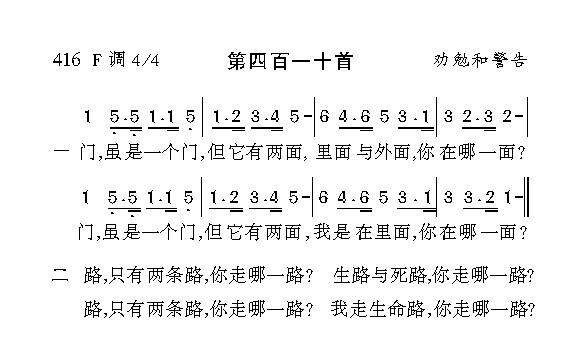 416 F 调 4/4 第四百一十首 劝勉和警告
1 5.5 1.1 5 | 1.2 3.4 5 - | 6 4.6 5 3.1 | 3 2.3 2 - |
一 门,虽是一个门,但它有两面, 里面与外面,你在哪一面?
1 5.5 1.1 5 | 1.2 3.4 5 - | 6 4.6 5 3.1 | 3 3.2 1 - ‖
门,虽是一个门,但它有两面,我是在里面,你在哪一面?
二 路,只有两条路,你走哪一路? 生路与死路,你走哪一路?
路,只有两条路,你走哪一路? 我走生命路,你走哪一路?